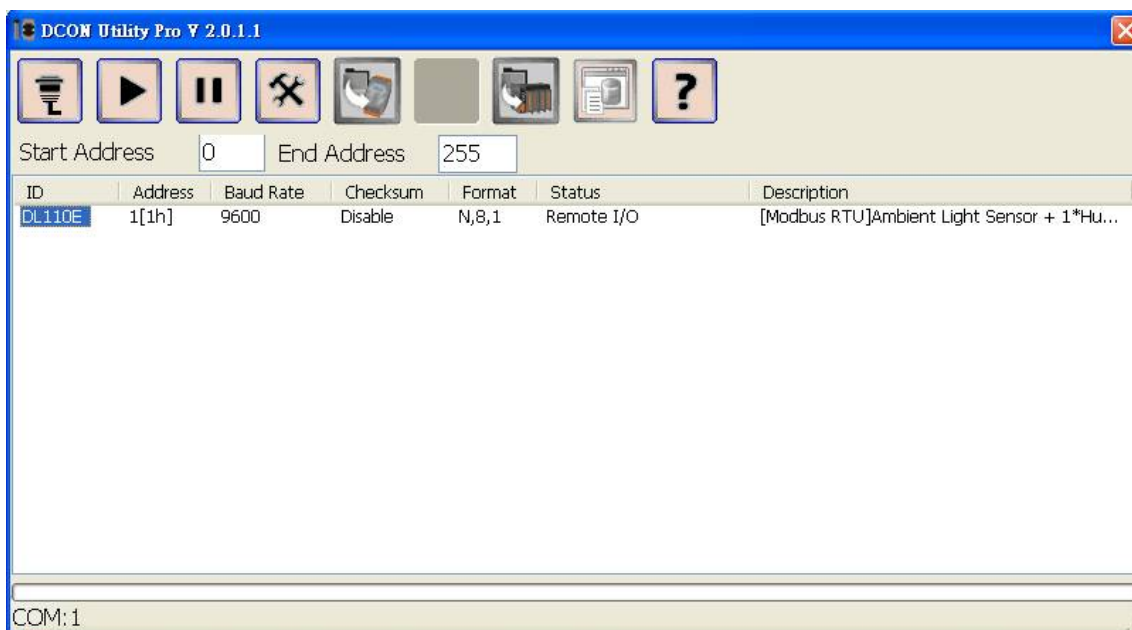 DCON Utility Pro V 2.0.1.1
?
Start Address 0 End Address 255
ID Address Baud Rate Checksum Format Status Description
DL110E 1[1h] 9600 Disable N,8,1 Remote I/O [Modbus RTU]Ambient Light Sensor + 1*Hu...
COM:1